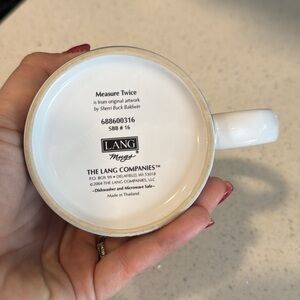 Measure Twice
is from original artwork
by Sherri Buck Baldwin
688600316
SBB # 16
LANG
Mugs
THE LANG COMPANIES™
P.O. BOX 99 • DELAFIELD, WI 53018
©2004 THE LANG COMPANIES, LLC
~Dishwasher and Microwave Safe~
Made in Thailand